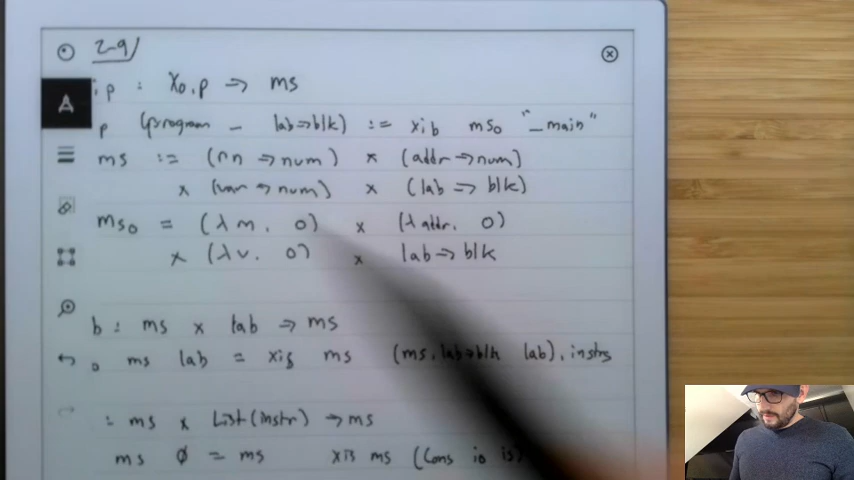 2-9/
ip : X0.p → ms
p (program _ lab→blk) := xib ms0 "_main"
ms := (rn → num) × (addr → num)
× (var → num) × (lab → blk)
ms0 = (λ rn. 0) × (λ addr. 0)
× (λ v. 0) × lab → blk
b : ms × lab → ms
b ms lab = xis ms (ms.lab→blk lab).instrs
: ms × List(instr) → ms
ms ∅ = ms xis ms (Cons i0 is)